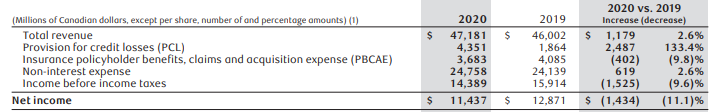 2020 vs. 2019
(Millions of Canadian dollars, except per share, number of and percentage amounts) (1) 2020 2019 Increase (decrease)
Total revenue $ 47,181 $ 46,002 $ 1,179 2.6%
Provision for credit losses (PCL) 4,351 1,864 2,487 133.4%
Insurance policyholder benefits, claims and acquisition expense (PBCAE) 3,683 4,085 (402) (9.8)%
Non-interest expense 24,758 24,139 619 2.6%
Income before income taxes 14,389 15,914 (1,525) (9.6)%
Net income $ 11,437 $ 12,871 $ (1,434) (11.1)%